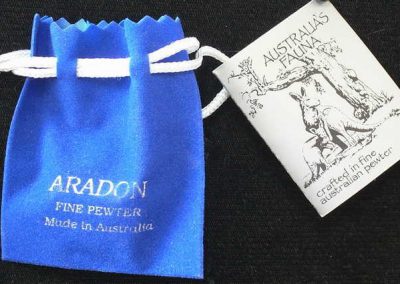 ARADON
FINE PEWTER
Made in Australia
AUSTRALIA'S
FAUNA
crafted in fine
australian pewter